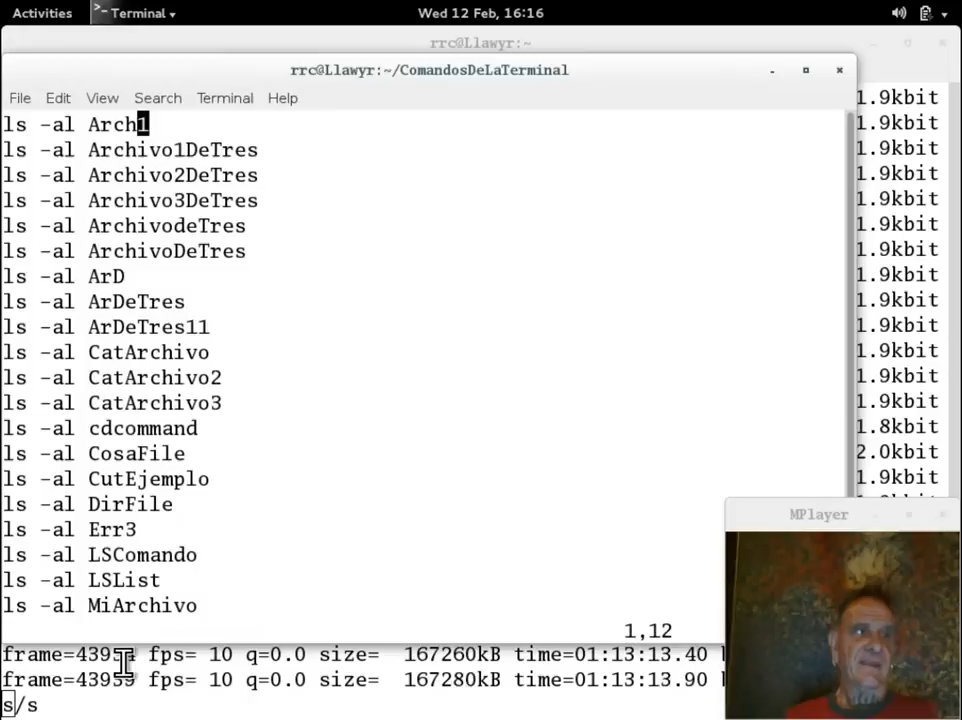 Activities Terminal Wed 12 Feb, 16:16
rrc@Llawyr:~
rrc@Llawyr:~/ComandosDeLaTerminal
File Edit View Search Terminal Help
ls -al Arch1
ls -al Archivo1DeTres
ls -al Archivo2DeTres
ls -al Archivo3DeTres
ls -al ArchivodeTres
ls -al ArchivoDeTres
ls -al ArD
ls -al ArDeTres
ls -al ArDeTres11
ls -al CatArchivo
ls -al CatArchivo2
ls -al CatArchivo3
ls -al cdcommand
ls -al CosaFile
ls -al CutEjemplo
ls -al DirFile
ls -al Err3
ls -al LSComando
ls -al LSList
ls -al MiArchivo
1,12
1.9kbit
1.9kbit
1.9kbit
1.9kbit
1.9kbit
1.9kbit
1.9kbit
1.9kbit
1.9kbit
1.9kbit
1.9kbit
1.9kbit
1.9kbit
1.8kbit
2.0kbit
1.9kbit
MPlayer
fps= 10 q=0.0 size= 167260kB time=01:13:13.40
fps= 10 q=0.0 size= 167280kB time=01:13:13.90
s/s